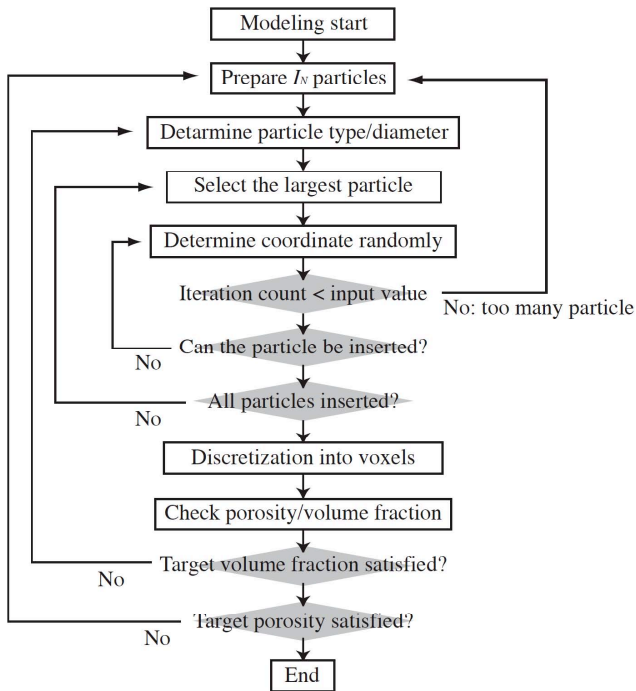 Modeling start
Prepare IN particles
Detarmine particle type/diameter
Select the largest particle
Determine coordinate randomly
Iteration count < input value
No: too many particle
Can the particle be inserted?
No
All particles inserted?
No
Discretization into voxels
Check porosity/volume fraction
Target volume fraction satisfied?
No
Target porosity satisfied?
No
End